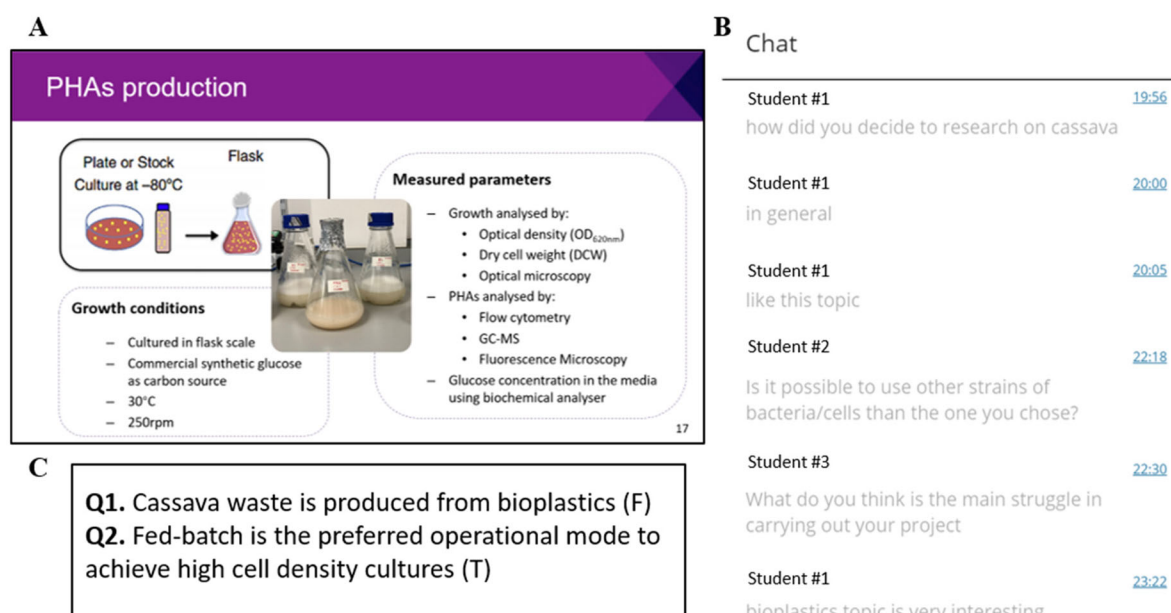 A
PHAs production
Plate or Stock
Culture at –80°C
Flask
Growth conditions
– Cultured in flask scale
– Commercial synthetic glucose
as carbon source
– 30°C
– 250rpm
Measured parameters
– Growth analysed by:
• Optical density (OD620nm)
• Dry cell weight (DCW)
• Optical microscopy
– PHAs analysed by:
• Flow cytometry
• GC-MS
• Fluorescence Microscopy
– Glucose concentration in the media
using biochemical analyser
17
B
Chat
Student #1 19:56
how did you decide to research on cassava
Student #1 20:00
in general
Student #1 20:05
like this topic
Student #2 22:18
Is it possible to use other strains of
bacteria/cells than the one you chose?
Student #3 22:30
What do you think is the main struggle in
carrying out your project
Student #1 23:22
bioplastics topic is very interesting
C
Q1. Cassava waste is produced from bioplastics (F)
Q2. Fed-batch is the preferred operational mode to
achieve high cell density cultures (T)